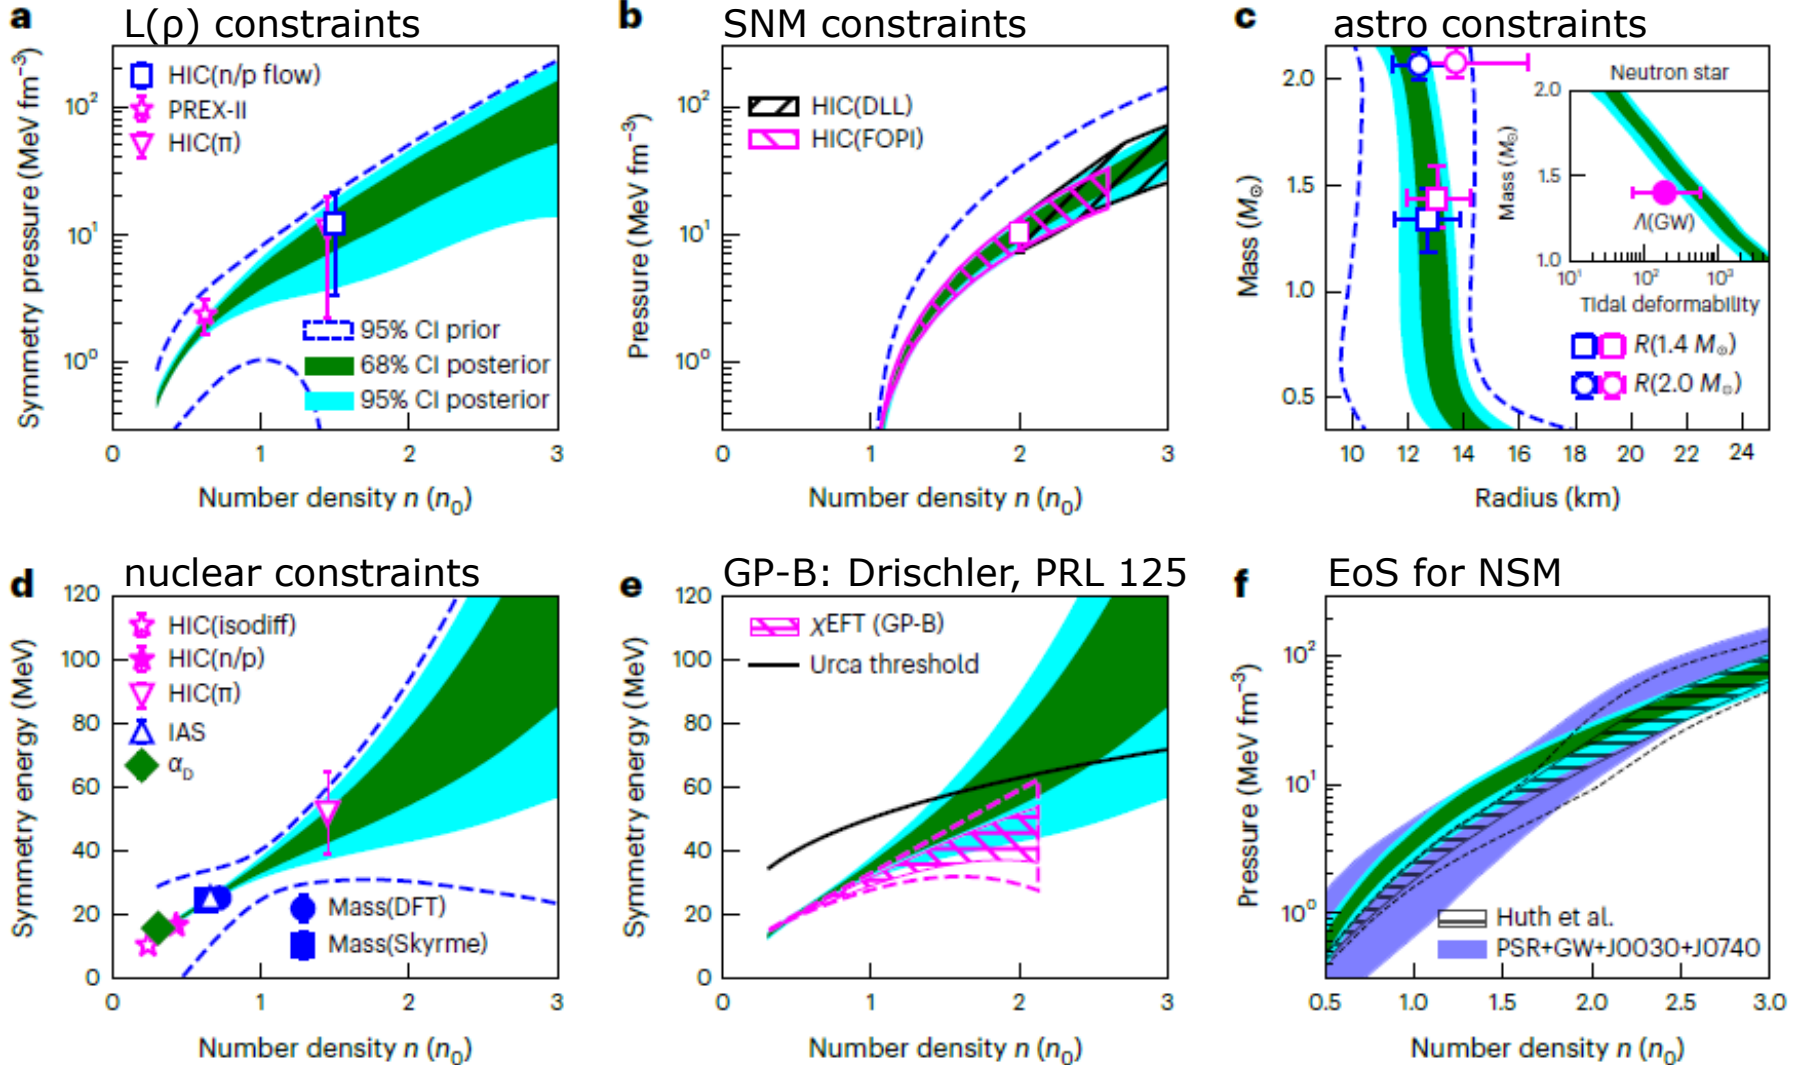 a L(ρ) constraints
Symmetry pressure (MeV fm⁻³)
10²
10¹
10⁰
HIC(n/p flow)
PREX-II
HIC(π)
95% CI prior
68% CI posterior
95% CI posterior
0 1 2 3
Number density n (n₀)
b SNM constraints
Pressure (MeV fm⁻³)
10²
10¹
10⁰
HIC(DLL)
HIC(FOPI)
0 1 2 3
Number density n (n₀)
c astro constraints
Mass (M⊙)
2.0
1.5
1.0
0.5
Neutron star
Mass (M⊙)
2.0
1.5
1.0
Λ(GW)
10¹ 10² 10³
Tidal deformability
R(1.4 M⊙)
R(2.0 M⊙)
10 12 14 16 18 20 22 24
Radius (km)
d nuclear constraints
Symmetry energy (MeV)
120
100
80
60
40
20
0
HIC(isodiff)
HIC(n/p)
HIC(π)
IAS
α_D
Mass(DFT)
Mass(Skyrme)
0 1 2 3
Number density n (n₀)
e GP-B: Drischler, PRL 125
Symmetry energy (MeV)
120
100
80
60
40
20
0
χEFT (GP-B)
Urca threshold
0 1 2 3
Number density n (n₀)
f EoS for NSM
Pressure (MeV fm⁻³)
10²
10¹
10⁰
Huth et al.
PSR+GW+J0030+J0740
0.5 1.0 1.5 2.0 2.5 3.0
Number density n (n₀)